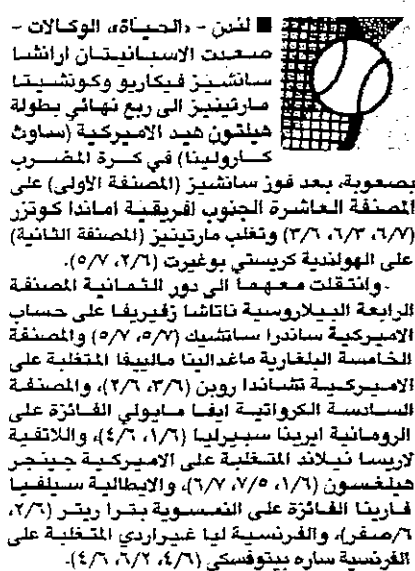 ■ لندن - «الحياة»، الوكالات -
صعدت الاسبانيتان ارانشا
سانشيز فيكاريو وكونشيتا
مارتينيز الى ربع نهائي بطولة
هيلتون هيد الاميركية (ساوث
كارولينا) في كرة المضرب
بصعوبة، بعد فوز سانشيز (المصنفة الاولى) على
المصنفة العاشرة الجنوب افريقية اماندا كوتزر
(٦/٧، ٦/٣، ٣/٦) وتغلب مارتينيز (المصنفة الثانية)
على الهولندية كريستي بوغيرت (٢/٦، ٥/٧).
وانتقلت معهما الى دور الثمانية المصنفة
الرابعة البيلاروسية ناتاشا زفيريفا على حساب
الاميركية ساندرا ساتشيك (٥/٧، ٥/٧) والمصنفة
الخامسة البلغارية ماغدالينا مالييفا المتغلبة على
الاميركية تشاندا روبن (٣/٦، ٢/٦)، والمصنفة
السادسة الكرواتية ايفا مايولي الفائزة على
الرومانية ايرينا سبيرليا (١/٦، ٤/٦)، واللاتفية
لاريسا نيلاند المتغلبة على الاميركية جينجر
هيلغسون (١/٦، ٧/٥، ٦/٧)، والايطالية سيلفيا
فارينا الفائزة على النمسوية بترا ريتر (٢/٦،
٦/صفر)، والفرنسية ليا غيراردي المتغلبة على
الفرنسية ساره بيتوفسكي (٤/٦، ٦/٢، ٤/٦).